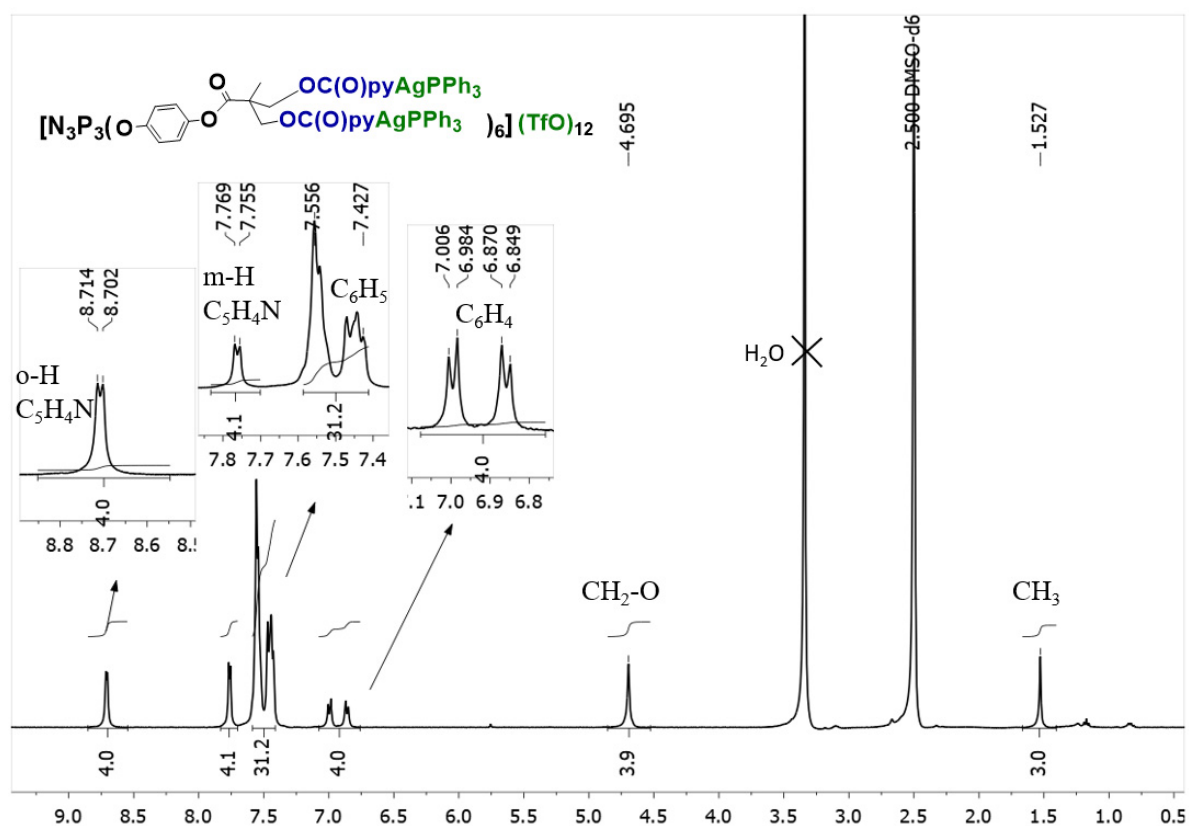 O
OC(O)pyAgPPh3
[N3P3(O O OC(O)pyAgPPh3 )6](TfO)12
4.695
2.500 DMSO-d6
1.527
7.769
7.755
7.556
7.427
m-H
C5H4N
C6H5
4.1
31.2
7.8 7.7 7.6 7.5 7.4
7.006
6.984
6.870
6.849
C6H4
4.0
.1 7.0 6.9 6.8
8.714
8.702
o-H
C5H4N
4.0
8.8 8.7 8.6 8.5
H2O
CH2-O
CH3
4.0
4.1
31.2
4.0
3.9
3.0
9.0 8.5 8.0 7.5 7.0 6.5 6.0 5.5 5.0 4.5 4.0 3.5 3.0 2.5 2.0 1.5 1.0 0.5